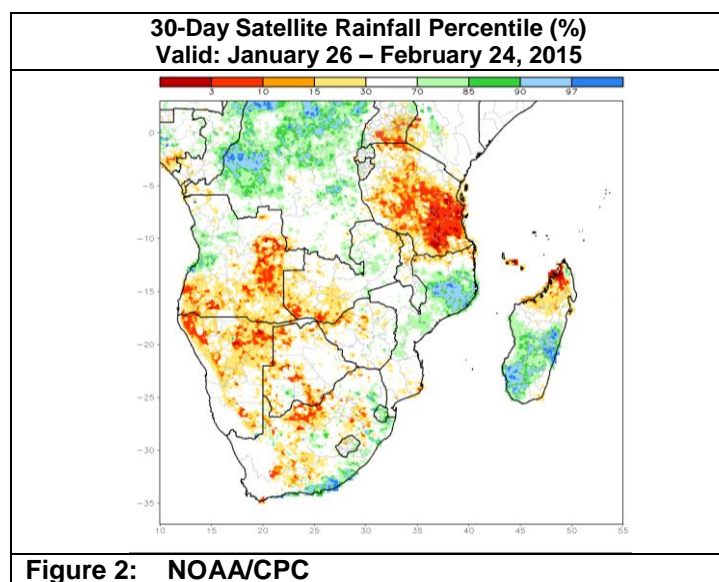 30-Day Satellite Rainfall Percentile (%)
Valid: January 26 – February 24, 2015
3 10 15 30 70 85 90 97
0
−5
−10
−15
−20
−25
−30
−35
10 15 20 25 30 35 40 45 50 55
Figure 2: NOAA/CPC